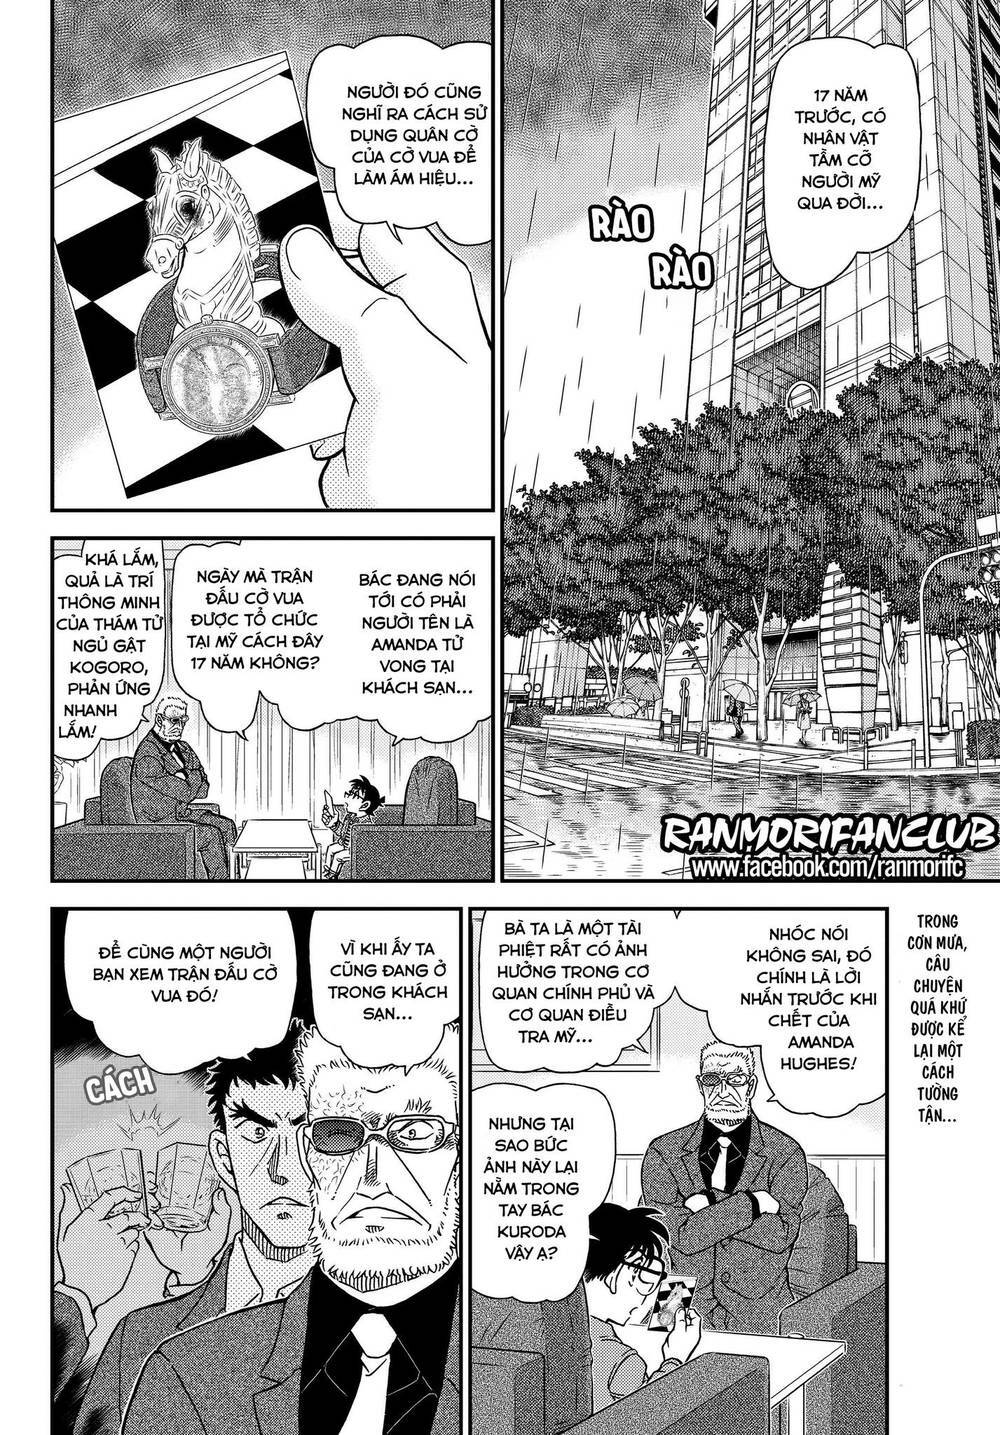 17 NĂM
TRƯỚC, CÓ
NHÂN VẬT
TẦM CỠ
NGƯỜI MỸ
QUA ĐỜI...
RÀO
RÀO
NGƯỜI ĐÓ CŨNG
NGHĨ RA CÁCH SỬ
DỤNG QUÂN CỜ
CỦA CỜ VUA ĐỂ
LÀM ÁM HIỆU...
BÁC ĐANG NÓI
TỚI CÓ PHẢI
NGƯỜI TÊN LÀ
AMANDA TỬ
VONG TẠI
KHÁCH SẠN...
NGÀY MÀ TRẬN
ĐẤU CỜ VUA
ĐƯỢC TỔ CHỨC
TẠI MỸ CÁCH ĐÂY
17 NĂM KHÔNG?
KHÁ LẮM,
QUẢ LÀ TRÍ
THÔNG MINH
CỦA THÁM TỬ
NGỦ GẬT
KOGORO,
PHẢN ỨNG
NHANH
LẮM!
RANMORIFANCLUB
www.facebook.com/ranmorifc
TRONG
CƠN MƯA,
CÂU
CHUYỆN
QUÁ KHỨ
ĐƯỢC KỂ
LẠI MỘT
CÁCH
TƯỜNG
TẬN...
NHÓC NÓI
KHÔNG SAI, ĐÓ
CHÍNH LÀ LỜI
NHẮN TRƯỚC KHI
CHẾT CỦA
AMANDA
HUGHES!
BÀ TA LÀ MỘT TÀI
PHIỆT RẤT CÓ ẢNH
HƯỞNG TRONG CƠ
QUAN CHÍNH PHỦ VÀ
CƠ QUAN ĐIỀU
TRA MỸ...
NHƯNG TẠI
SAO BỨC
ẢNH NÀY LẠI
NẰM TRONG
TAY BÁC
KURODA
VẬY Ạ?
VÌ KHI ẤY TA
CŨNG ĐANG Ở
TRONG KHÁCH
SẠN...
ĐỂ CÙNG MỘT NGƯỜI
BẠN XEM TRẬN ĐẤU CỜ
VUA ĐÓ!
CÁCH